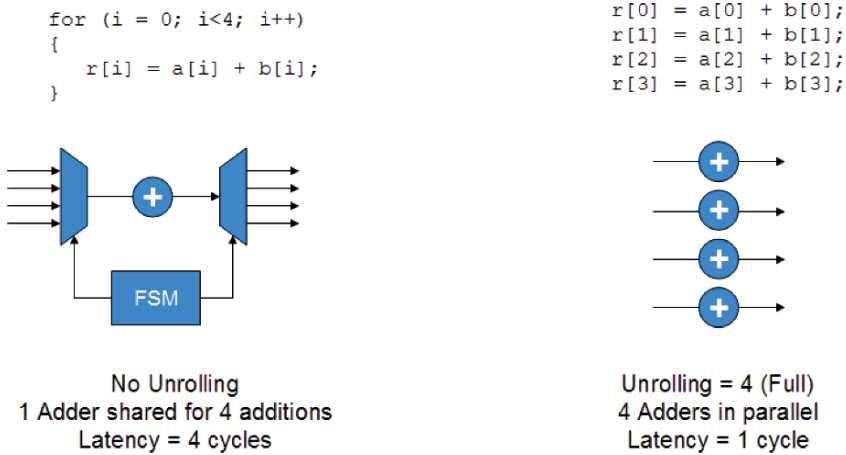 for (i = 0; i<4; i++)
{
r[i] = a[i] + b[i];
}
r[0] = a[0] + b[0];
r[1] = a[1] + b[1];
r[2] = a[2] + b[2];
r[3] = a[3] + b[3];
+
FSM
+
+
+
+
No Unrolling
1 Adder shared for 4 additions
Latency = 4 cycles
Unrolling = 4 (Full)
4 Adders in parallel
Latency = 1 cycle